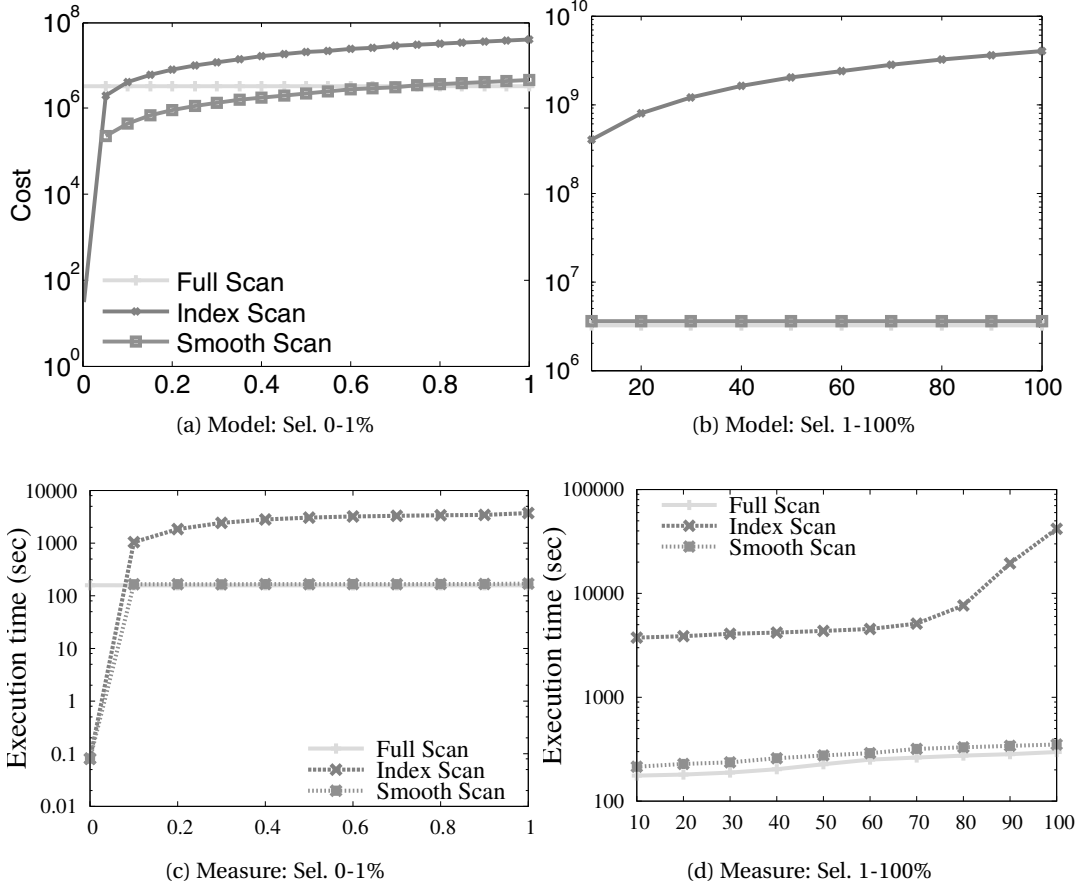 10^8
10^6
10^4
10^2
10^0
Cost
Full Scan
Index Scan
Smooth Scan
0 0.2 0.4 0.6 0.8 1
(a) Model: Sel. 0-1%
10^10
10^9
10^8
10^7
10^6
20 40 60 80 100
(b) Model: Sel. 1-100%
10000
1000
100
10
1
0.1
0.01
Execution time (sec)
Full Scan
Index Scan
Smooth Scan
0 0.2 0.4 0.6 0.8 1
(c) Measure: Sel. 0-1%
100000
10000
1000
100
Execution time (sec)
Full Scan
Index Scan
Smooth Scan
10 20 30 40 50 60 70 80 90 100
(d) Measure: Sel. 1-100%